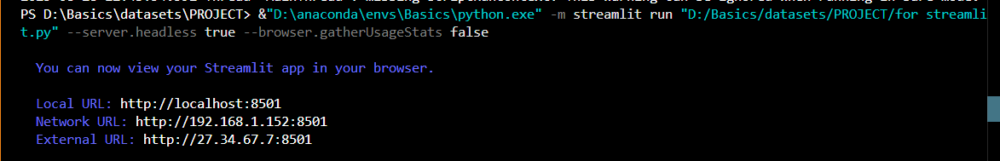 PS D:\Basics\datasets\PROJECT> &"D:\anaconda\envs\Basics\python.exe" -m streamlit run "D:/Basics/datasets/PROJECT/for streamli
t.py" --server.headless true --browser.gatherUsageStats false
You can now view your Streamlit app in your browser.
Local URL: http://localhost:8501
Network URL: http://192.168.1.152:8501
External URL: http://27.34.67.7:8501